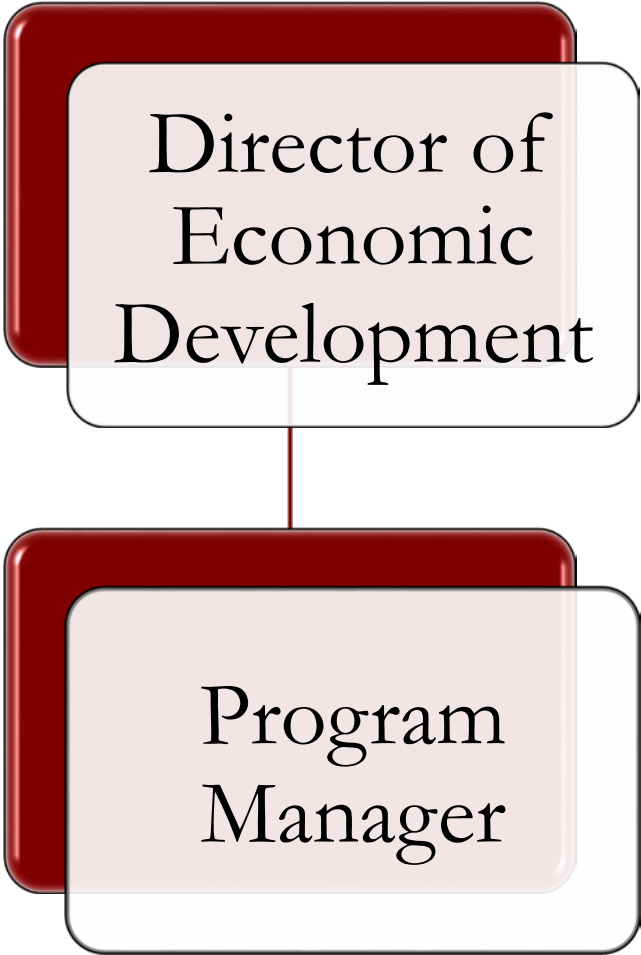 Director of
Economic
Development
Program
Manager